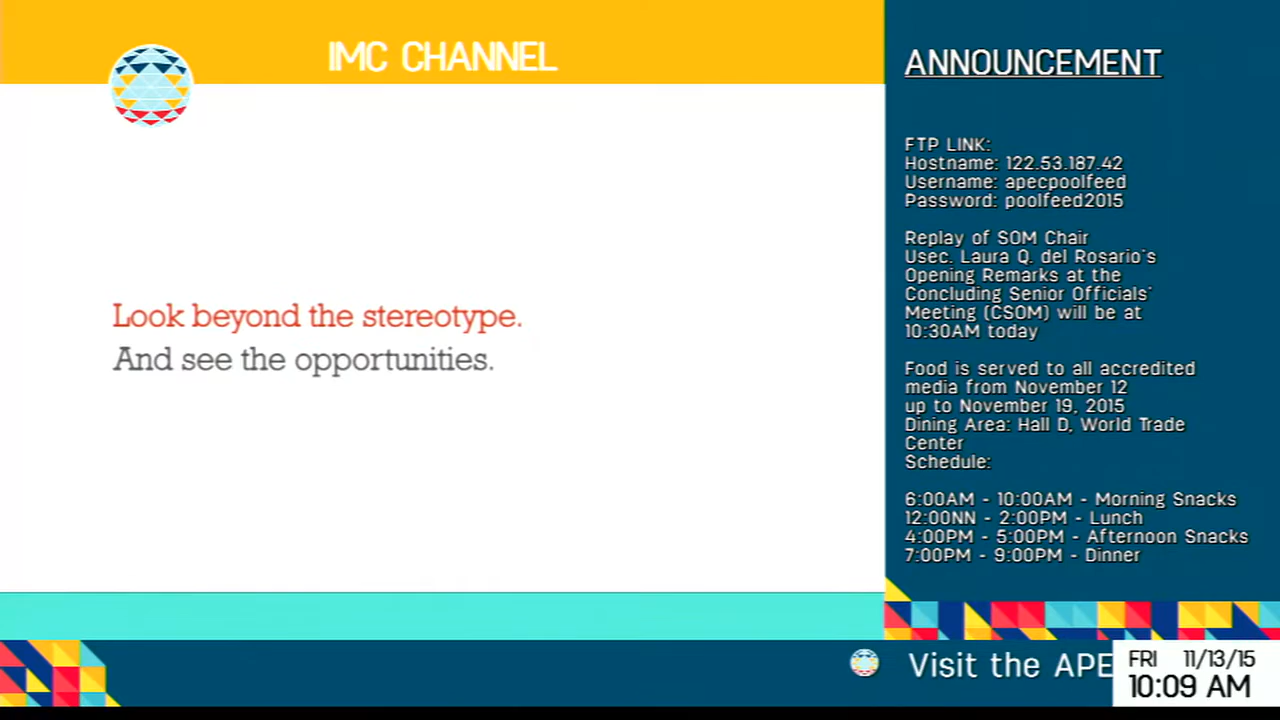 IMC CHANNEL
Look beyond the stereotype.
And see the opportunities.
ANNOUNCEMENT
FTP LINK:
Hostname: 122.53.187.42
Username: apecpoolfeed
Password: poolfeed2015
Replay of SOM Chair
Usec. Laura Q. del Rosario's
Opening Remarks at the
Concluding Senior Officials'
Meeting (CSOM) will be at
10:30AM today
Food is served to all accredited
media from November 12
up to November 19, 2015
Dining Area: Hall D, World Trade
Center
Schedule:
6:00AM - 10:00AM - Morning Snacks
12:00NN - 2:00PM - Lunch
4:00PM - 5:00PM - Afternoon Snacks
7:00PM - 9:00PM - Dinner
Visit the APE
FRI 11/13/15
10:09 AM